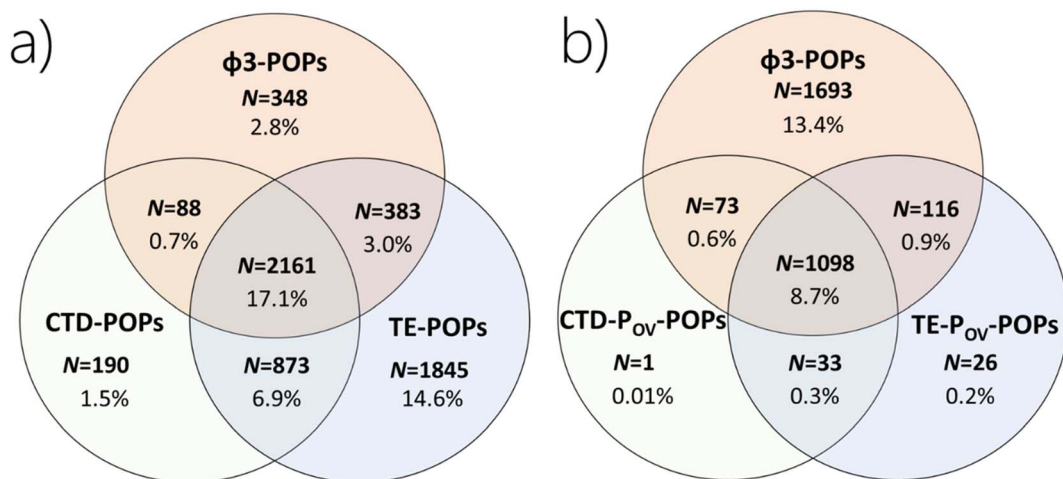 a)
ϕ3-POPs
N=348
2.8%
N=88
0.7%
N=383
3.0%
N=2161
17.1%
CTD-POPs
N=190
1.5%
TE-POPs
N=1845
14.6%
N=873
6.9%
b)
ϕ3-POPs
N=1693
13.4%
N=73
0.6%
N=116
0.9%
N=1098
8.7%
CTD-POV-POPs
N=1
0.01%
TE-POV-POPs
N=26
0.2%
N=33
0.3%